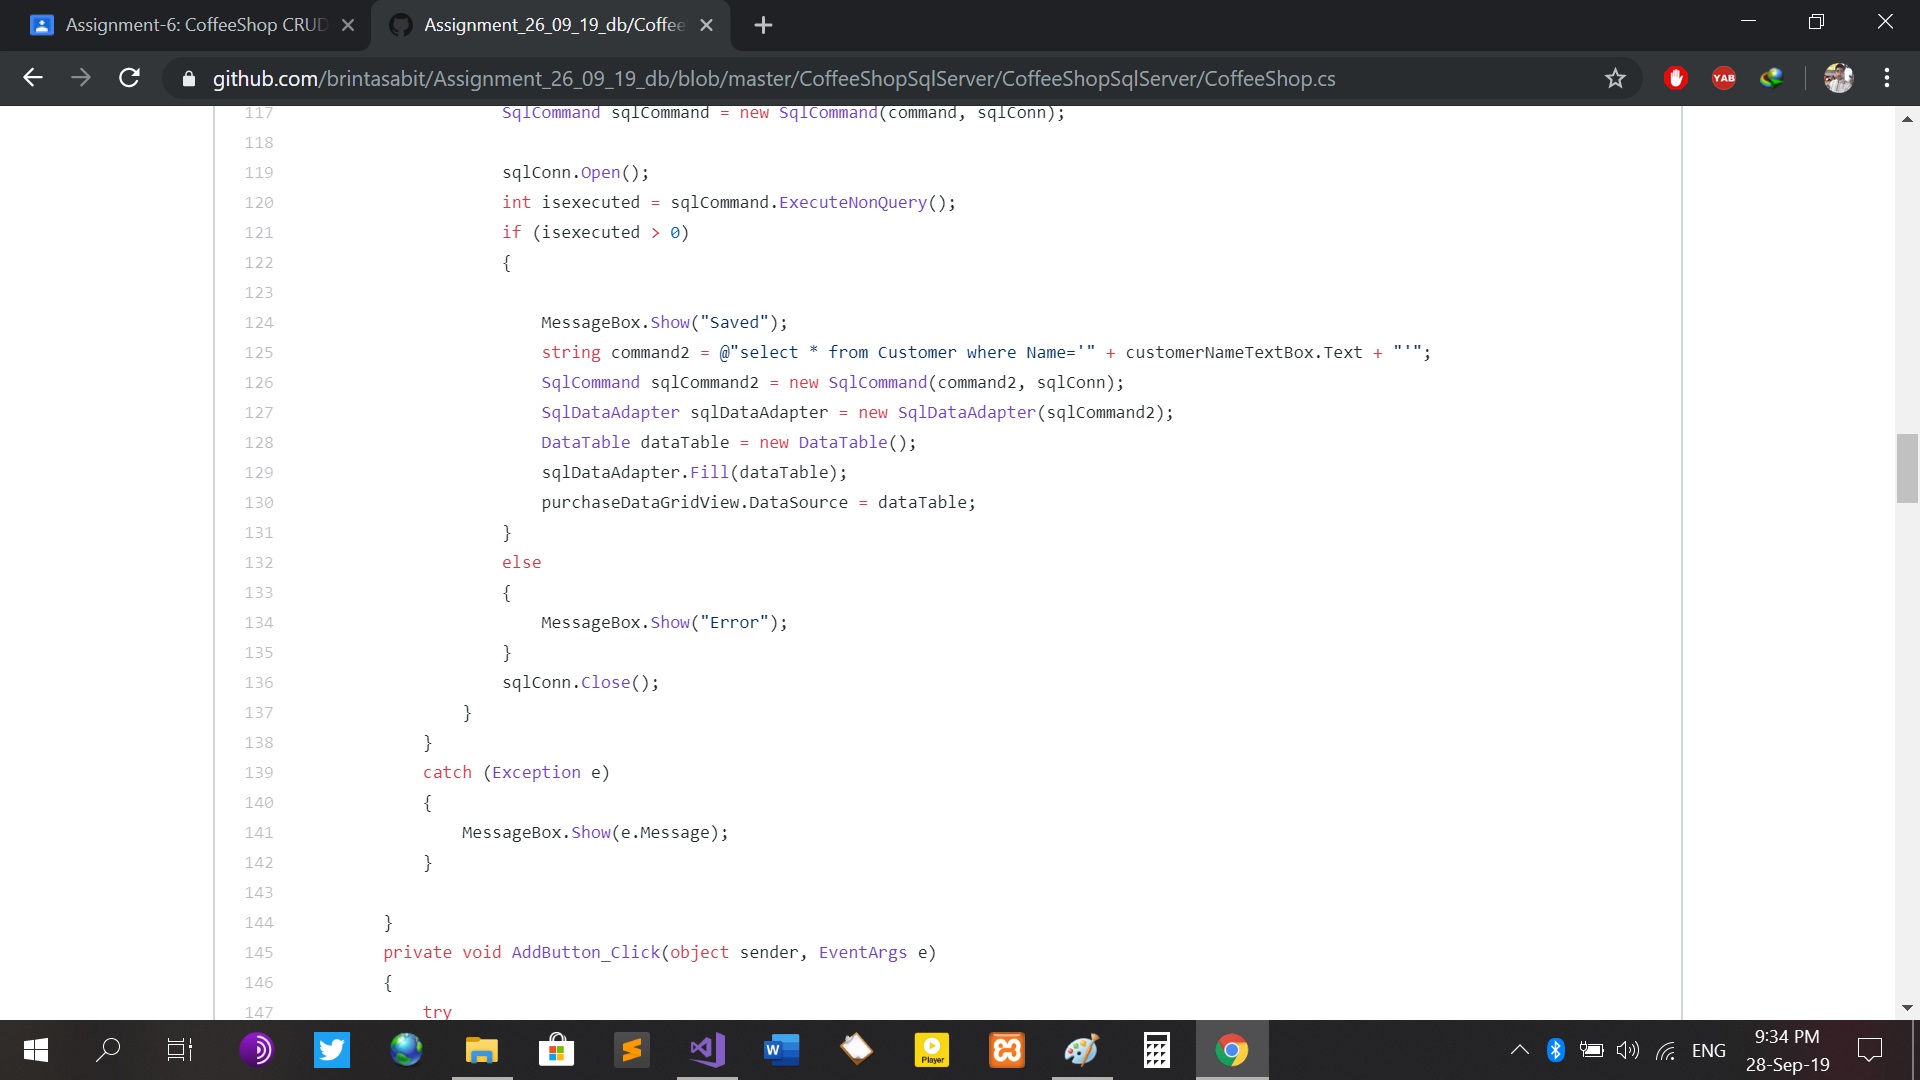 Assignment-6: CoffeeShop CRUD
Assignment_26_09_19_db/Coffee
github.com/brintasabit/Assignment_26_09_19_db/blob/master/CoffeeShopSqlServer/CoffeeShopSqlServer/CoffeeShop.cs
YAB
117 SqlCommand sqlCommand = new SqlCommand(command, sqlConn);
118
119 sqlConn.Open();
120 int isexecuted = sqlCommand.ExecuteNonQuery();
121 if (isexecuted > 0)
122 {
123
124 MessageBox.Show("Saved");
125 string command2 = @"select * from Customer where Name='" + customerNameTextBox.Text + "'";
126 SqlCommand sqlCommand2 = new SqlCommand(command2, sqlConn);
127 SqlDataAdapter sqlDataAdapter = new SqlDataAdapter(sqlCommand2);
128 DataTable dataTable = new DataTable();
129 sqlDataAdapter.Fill(dataTable);
130 purchaseDataGridView.DataSource = dataTable;
131 }
132 else
133 {
134 MessageBox.Show("Error");
135 }
136 sqlConn.Close();
137 }
138 }
139 catch (Exception e)
140 {
141 MessageBox.Show(e.Message);
142 }
143
144 }
145 private void AddButton_Click(object sender, EventArgs e)
146 {
147 try
W
Player
ENG
9:34 PM
28-Sep-19